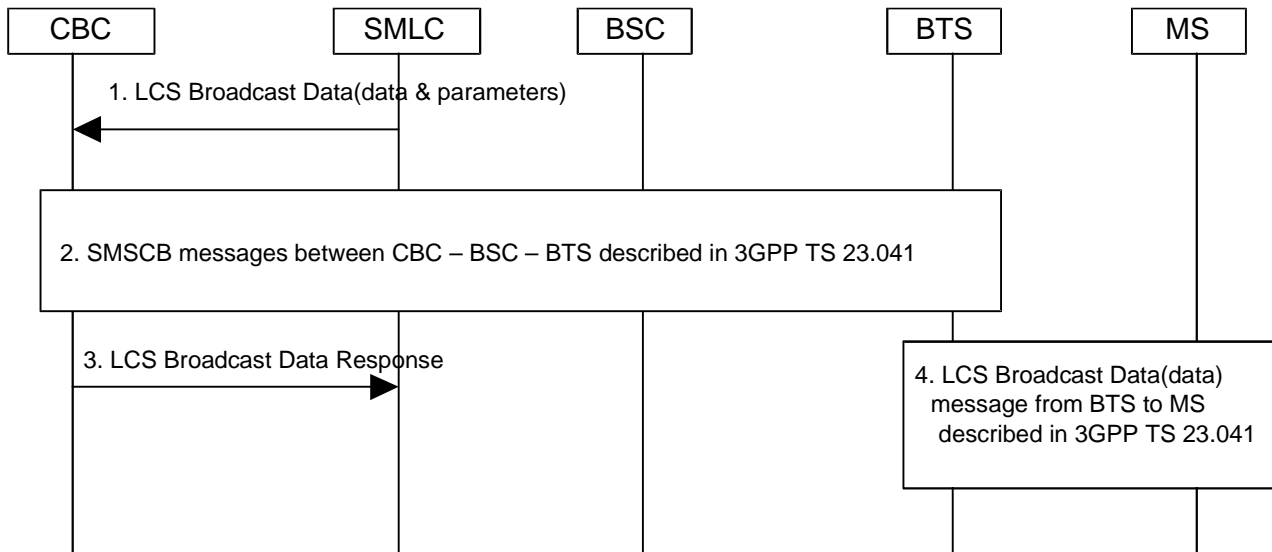 CBC
SMLC
BSC
BTS
MS
1. LCS Broadcast Data(data & parameters)
2. SMSCB messages between CBC – BSC – BTS described in 3GPP TS 23.041
3. LCS Broadcast Data Response
4. LCS Broadcast Data(data)
message from BTS to MS
described in 3GPP TS 23.041